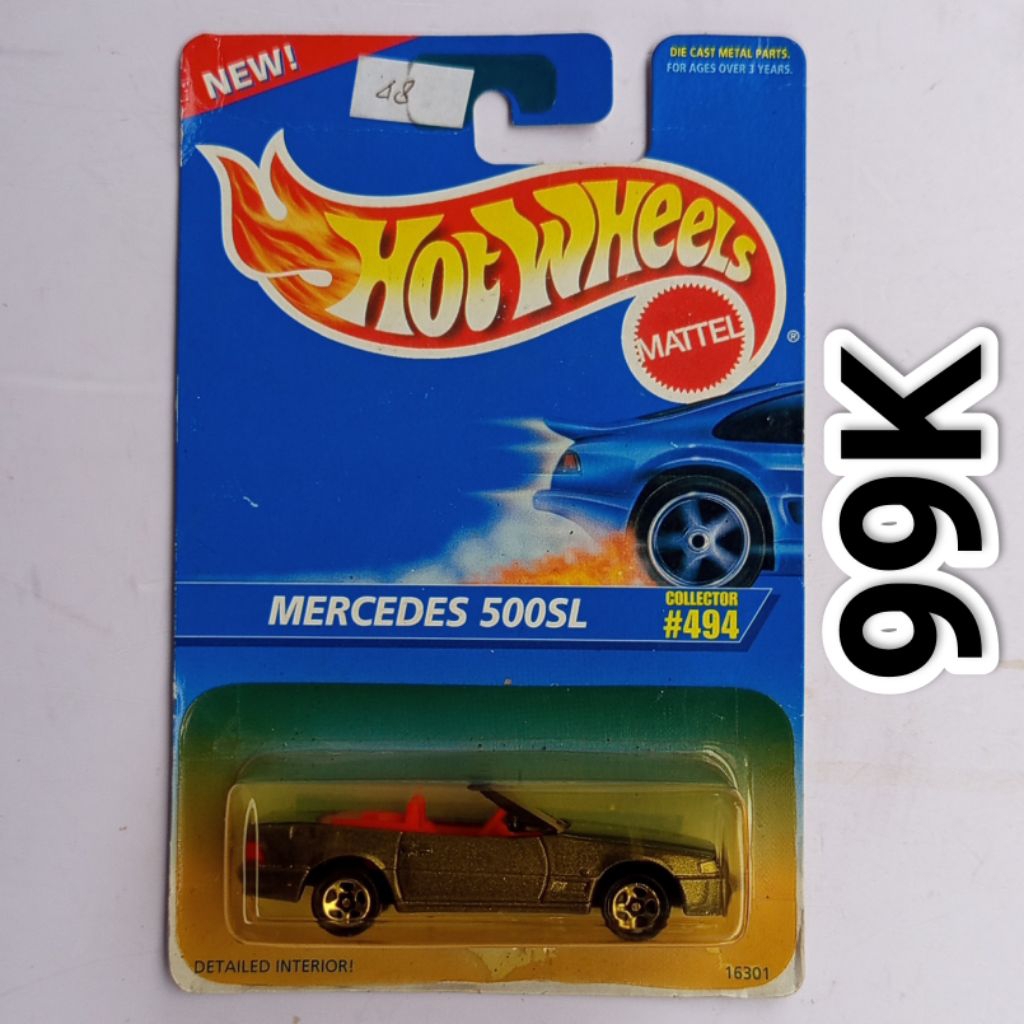 NEW!
48
DIE CAST METAL PARTS.
FOR AGES OVER 3 YEARS.
HOT WHEELS
MATTEL
®
MERCEDES 500SL
COLLECTOR
#494
99K
DETAILED INTERIOR!
16301